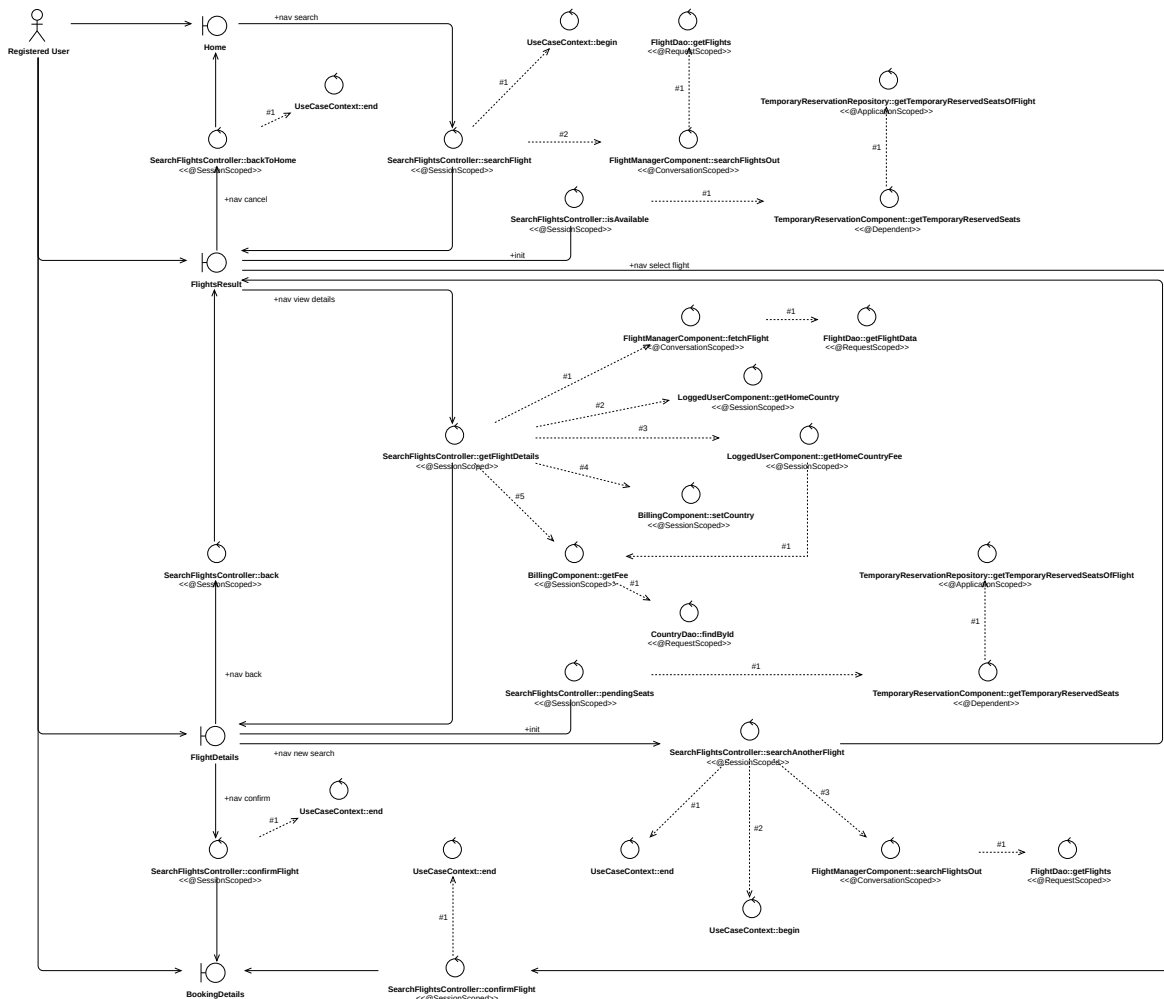 +nav search
Registered User
Home
UseCaseContext::begin
FlightDao::getFlights
<<@RequestScoped>>
#1
#1
UseCaseContext::end
#1
TemporaryReservationRepository::getTemporaryReservedSeatsOfFlight
<<@ApplicationScoped>>
#2
#1
SearchFlightsController::backToHome
<<@SessionScoped>>
SearchFlightsController::searchFlight
<<@SessionScoped>>
FlightManagerComponent::searchFlightsOut
<<@ConversationScoped>>
+nav cancel
#1
SearchFlightsController::isAvailable
<<@SessionScoped>>
TemporaryReservationComponent::getTemporaryReservedSeats
<<@Dependent>>
+init
+nav select flight
FlightsResult
+nav view details
#1
FlightManagerComponent::fetchFlight
<<@ConversationScoped>>
FlightDao::getFlightData
<<@RequestScoped>>
#1
LoggedUserComponent::getHomeCountry
<<@SessionScoped>>
#2
#3
SearchFlightsController::getFlightDetails
<<@SessionScoped>>
LoggedUserComponent::getHomeCountryFee
<<@SessionScoped>>
#4
#5
BillingComponent::setCountry
<<@SessionScoped>>
#1
SearchFlightsController::back
<<@SessionScoped>>
BillingComponent::getFee
<<@SessionScoped>>
#1
TemporaryReservationRepository::getTemporaryReservedSeatsOfFlight
<<@ApplicationScoped>>
#1
CountryDao::findById
<<@RequestScoped>>
+nav back
#1
SearchFlightsController::pendingSeats
<<@SessionScoped>>
TemporaryReservationComponent::getTemporaryReservedSeats
<<@Dependent>>
+init
FlightDetails
+nav new search
SearchFlightsController::searchAnotherFlight
<<@SessionScoped>>
+nav confirm
#1
UseCaseContext::end
#1
#2
#3
#1
SearchFlightsController::confirmFlight
<<@SessionScoped>>
UseCaseContext::end
UseCaseContext::end
FlightManagerComponent::searchFlightsOut
<<@ConversationScoped>>
FlightDao::getFlights
<<@RequestScoped>>
#1
UseCaseContext::begin
BookingDetails
SearchFlightsController::confirmFlight
<<@SessionScoped>>